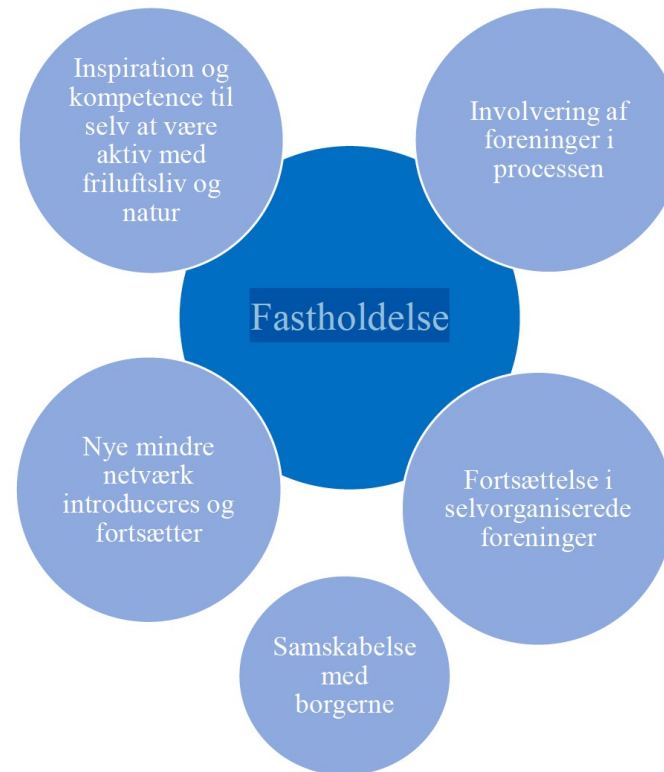 Inspiration og
kompetence til
selv at være
aktiv med
friluftsliv og
natur
Involvering af
foreninger i
processen
Fastholdelse
Nye mindre
netværk
introduceres og
fortsætter
Fortsættelse i
selvorganiserede
foreninger
Samskabelse
med
borgerne